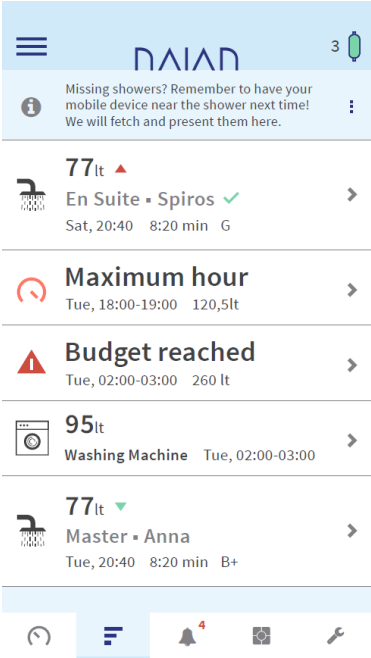 NAIAN
3
Missing showers? Remember to have your
mobile device near the shower next time!
We will fetch and present them here.
77lt
En Suite ▪ Spiros
Sat, 20:40 8:20 min G
Maximum hour
Tue, 18:00-19:00 120,5lt
Budget reached
Tue, 02:00-03:00 260 lt
95lt
Washing Machine Tue, 02:00-03:00
77lt
Master ▪ Anna
Tue, 20:40 8:20 min B+
4